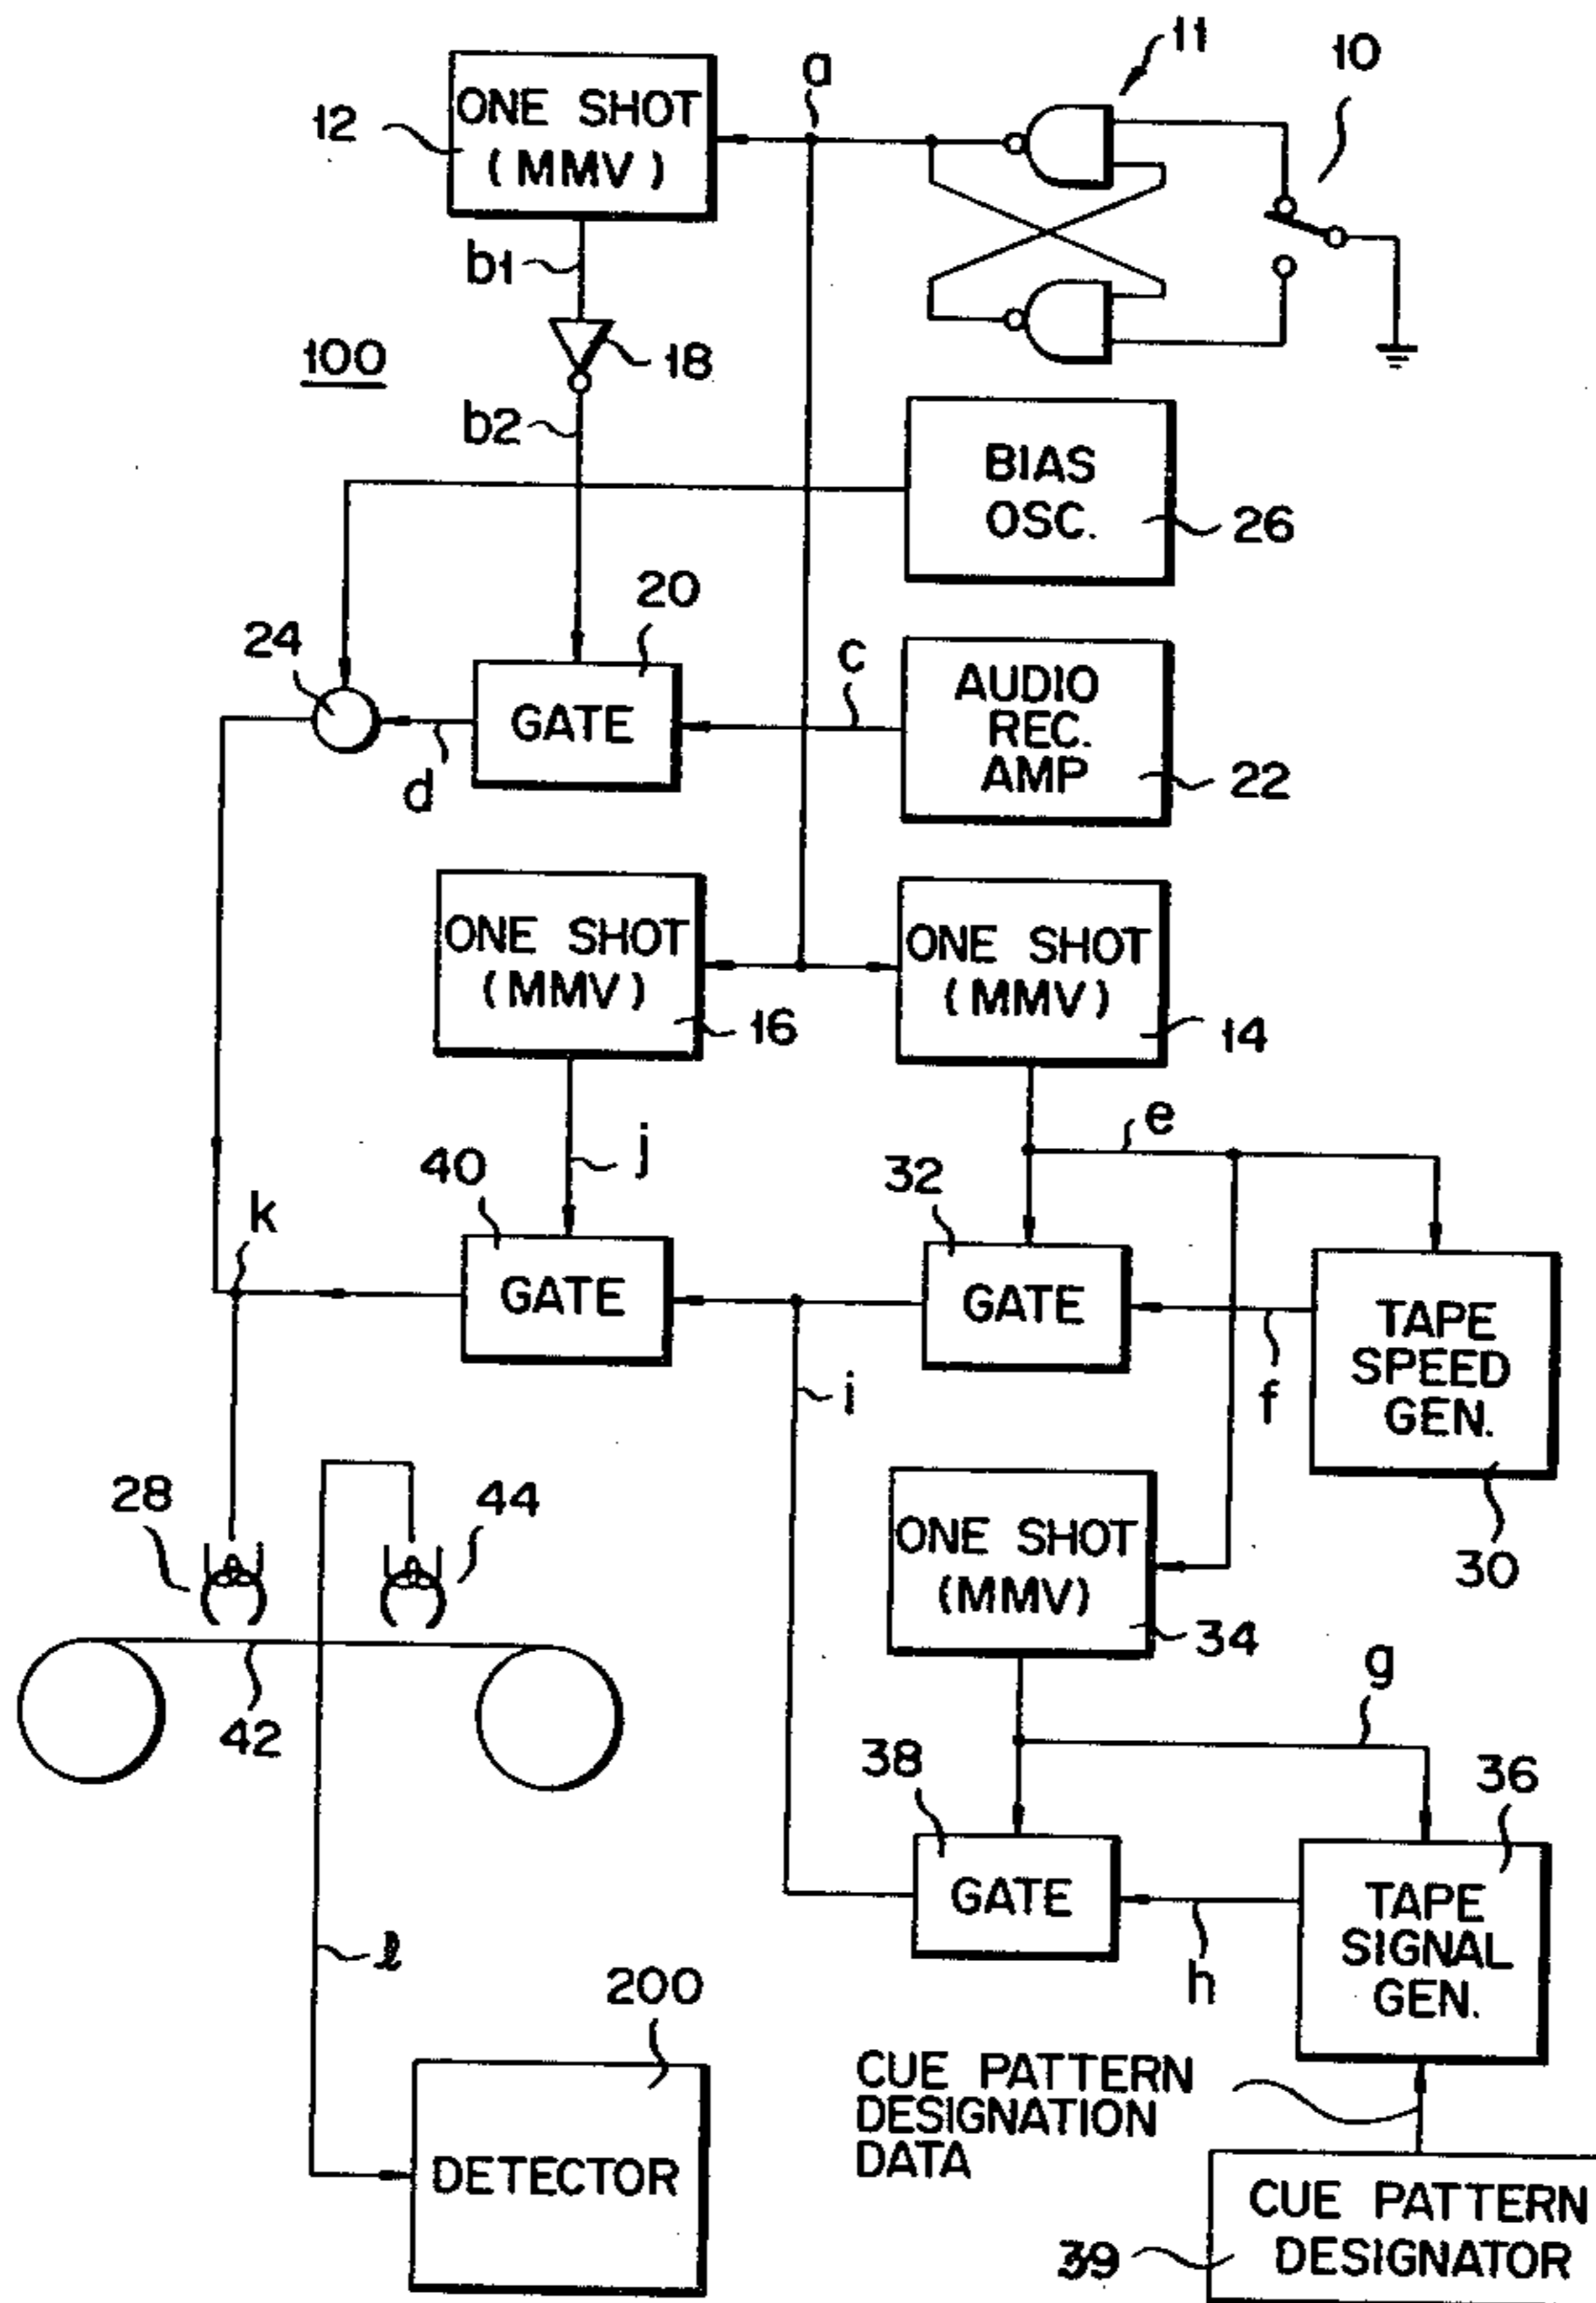 11
10
a
ONE SHOT
(MMV)
12
b1
18
100
b2
BIAS
OSC.
26
20
24
GATE
c
AUDIO
REC.
AMP
22
d
ONE SHOT
(MMV)
16
ONE SHOT
(MMV)
14
e
j
40
32
k
GATE
GATE
TAPE
SPEED
GEN.
f
i
30
28
44
ONE SHOT
(MMV)
34
42
g
38
36
GATE
TAPE
SIGNAL
GEN.
h
l
200
CUE PATTERN
DESIGNATION
DATA
DETECTOR
CUE PATTERN
DESIGNATOR
39